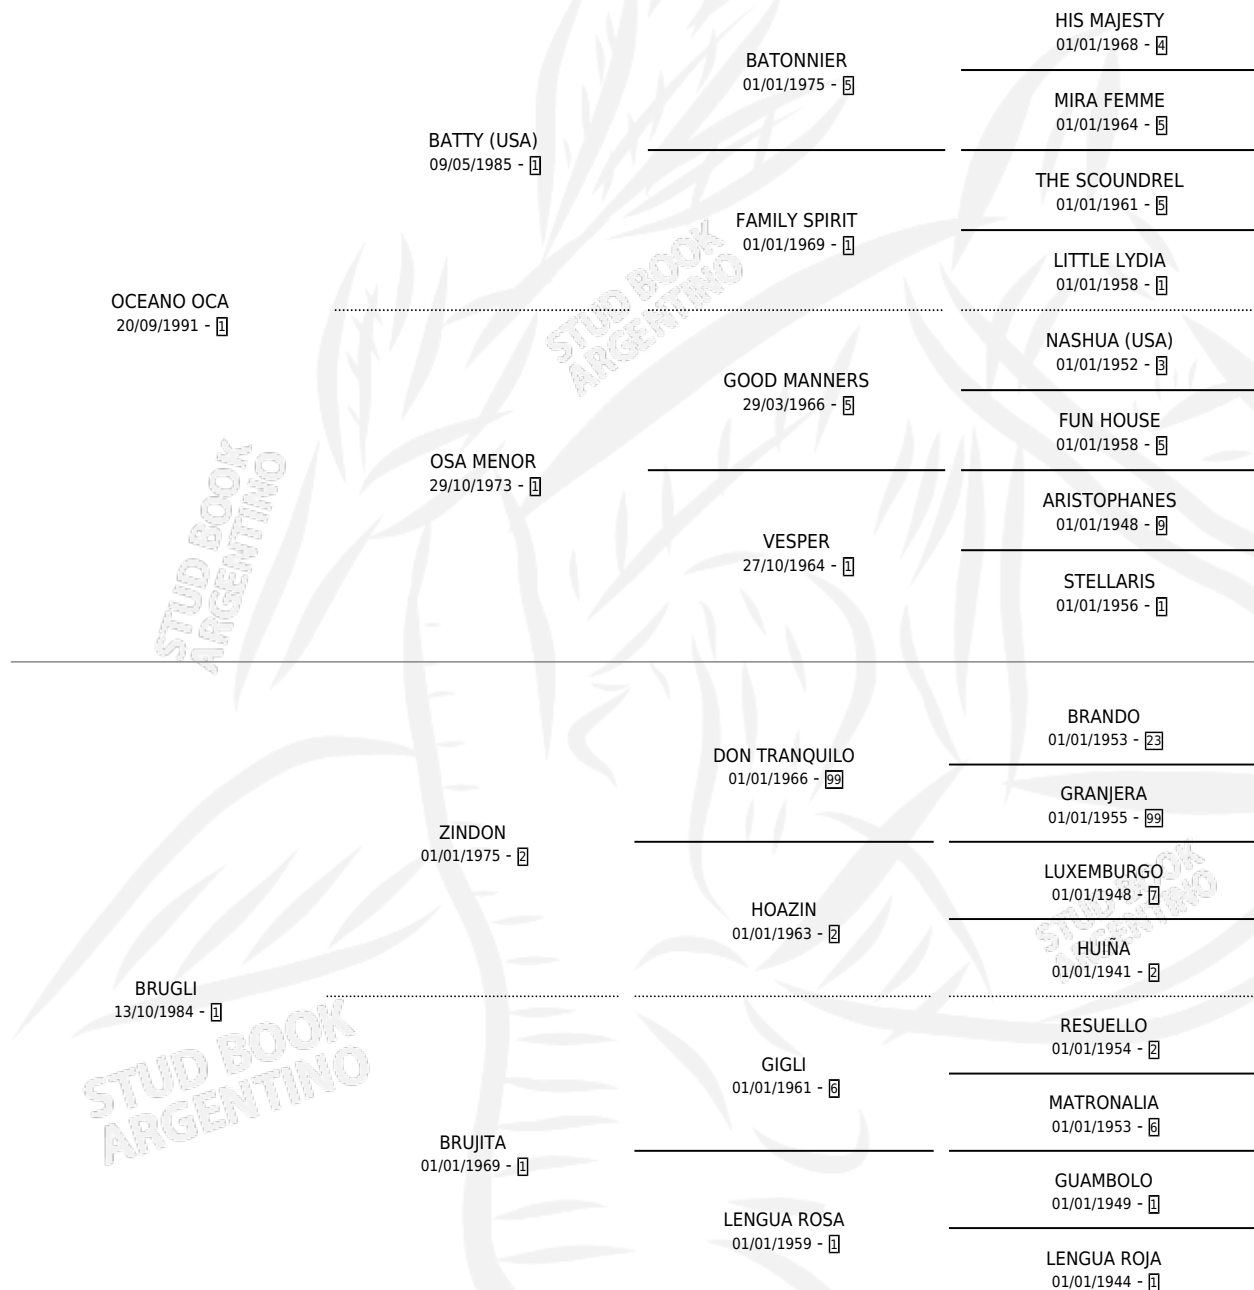 HIS MAJESTY
01/01/1968 - 4
BATONNIER
01/01/1975 - 5
MIRA FEMME
01/01/1964 - 5
BATTY (USA)
09/05/1985 - 1
THE SCOUNDREL
01/01/1961 - 5
FAMILY SPIRIT
01/01/1969 - 1
LITTLE LYDIA
01/01/1958 - 1
OCEANO OCA
20/09/1991 - 1
NASHUA (USA)
01/01/1952 - 3
GOOD MANNERS
29/03/1966 - 5
FUN HOUSE
01/01/1958 - 5
OSA MENOR
29/10/1973 - 1
ARISTOPHANES
01/01/1948 - 9
VESPER
27/10/1964 - 1
STELLARIS
01/01/1956 - 1
STUD BOOK
ARGENTINO
STUD BOOK
ARGENTINO
BRANDO
01/01/1953 - 23
DON TRANQUILO
01/01/1966 - 99
GRANJERA
01/01/1955 - 99
ZINDON
01/01/1975 - 2
LUXEMBURGO
01/01/1948 - 7
HOAZIN
01/01/1963 - 2
HUIÑA
01/01/1941 - 2
BRUGLI
13/10/1984 - 1
RESUELLO
01/01/1954 - 2
GIGLI
01/01/1961 - 6
MATRONALIA
01/01/1953 - 6
BRUJITA
01/01/1969 - 1
GUAMBOLO
01/01/1949 - 1
LENGUA ROSA
01/01/1959 - 1
LENGUA ROJA
01/01/1944 - 1
STUD BOOK
ARGENTINO
STUD BOOK
ARGENTINO